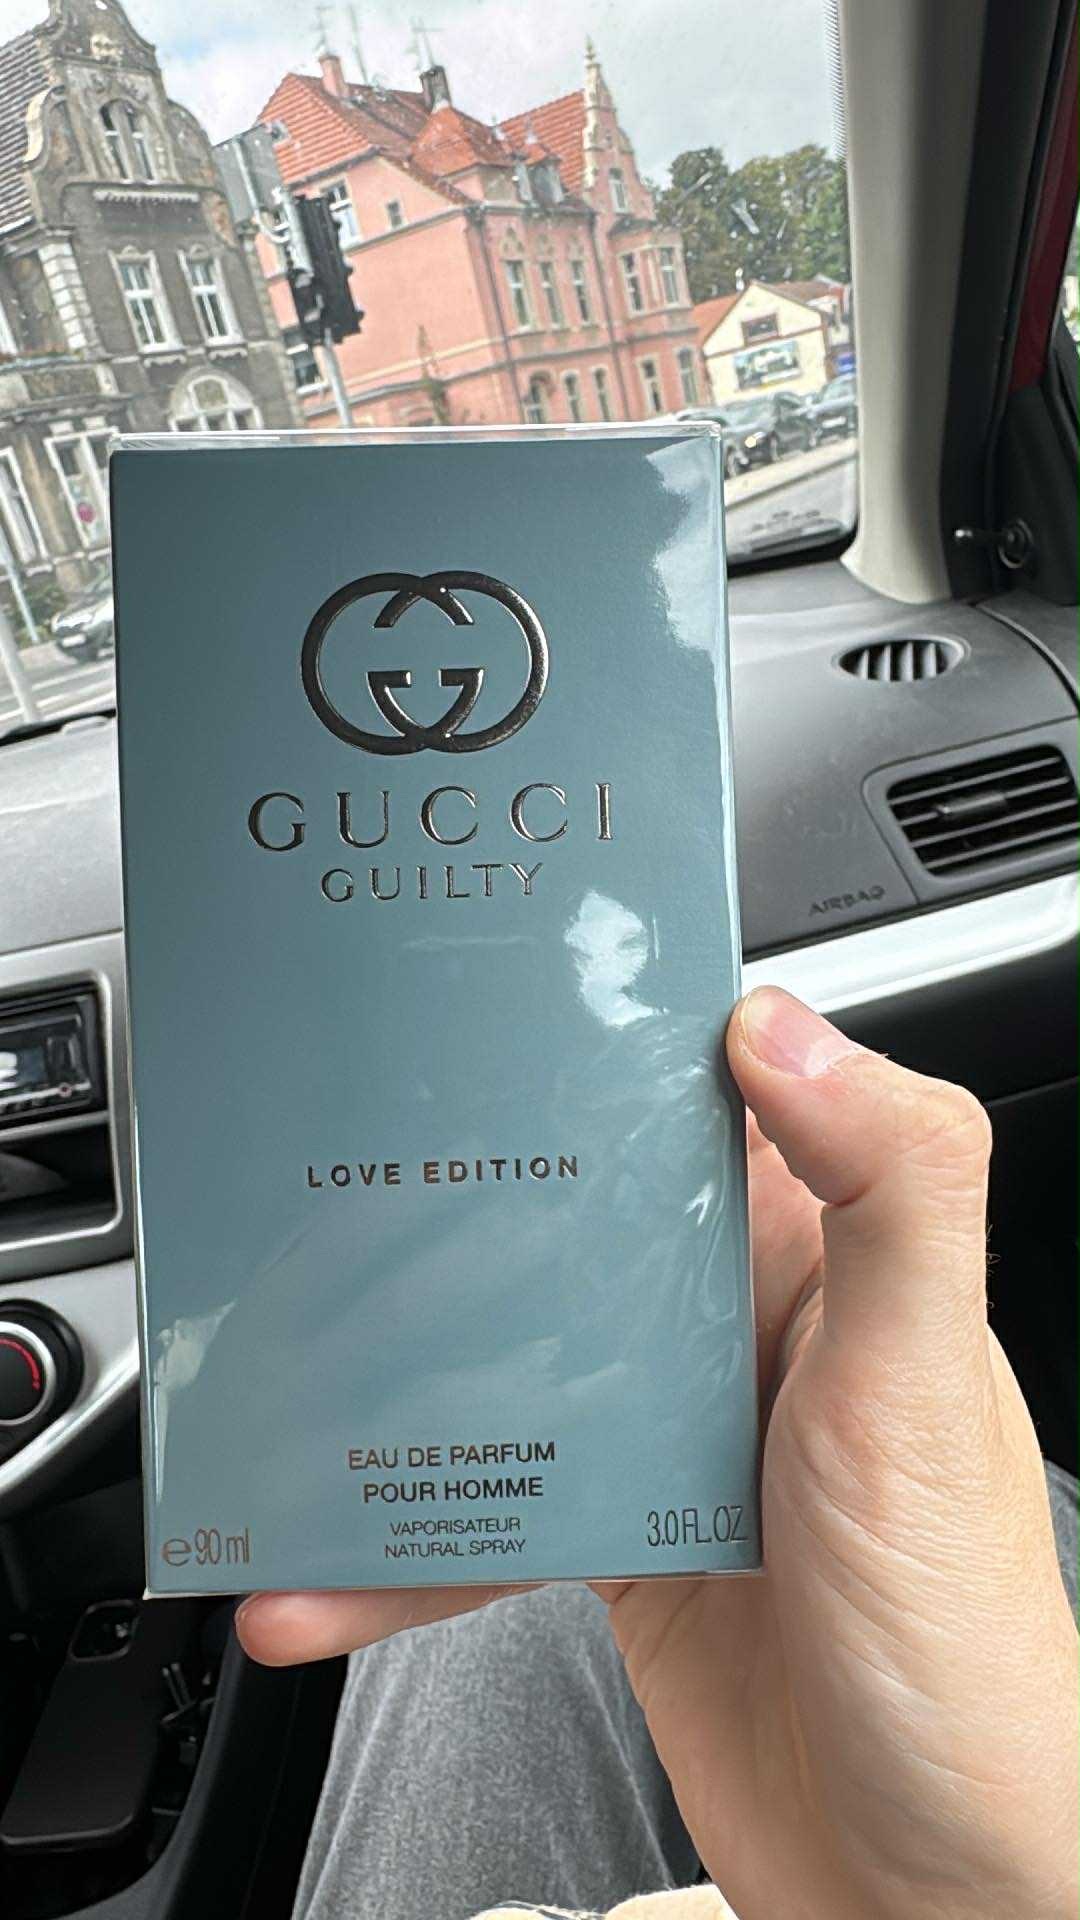 GUCCI
GUILTY
LOVE EDITION
EAU DE PARFUM
POUR HOMME
VAPORISATEUR
NATURAL SPRAY
e 90 ml
3.0 FL.OZ
AIRBAG